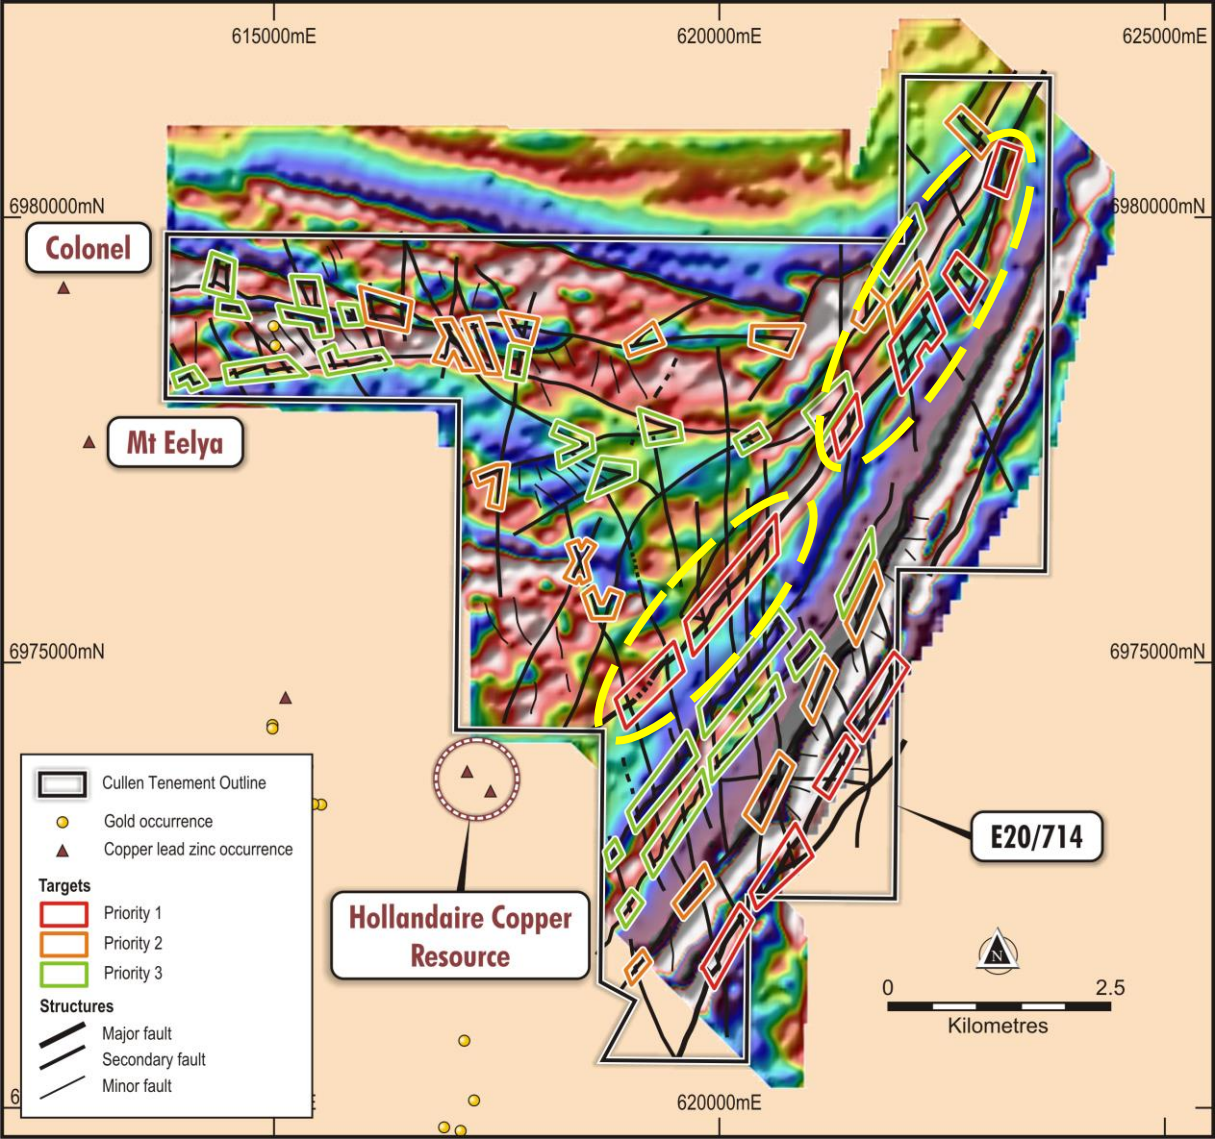 615000mE
620000mE
625000mE
6980000mN
6980000mN
Colonel
Mt Eelya
6975000mN
6975000mN
Cullen Tenement Outline
Gold occurrence
Copper lead zinc occurrence
Targets
Priority 1
Priority 2
Priority 3
Structures
Major fault
Secondary fault
Minor fault
Hollandaire Copper
Resource
E20/714
N
0 2.5
Kilometres
6
620000mE